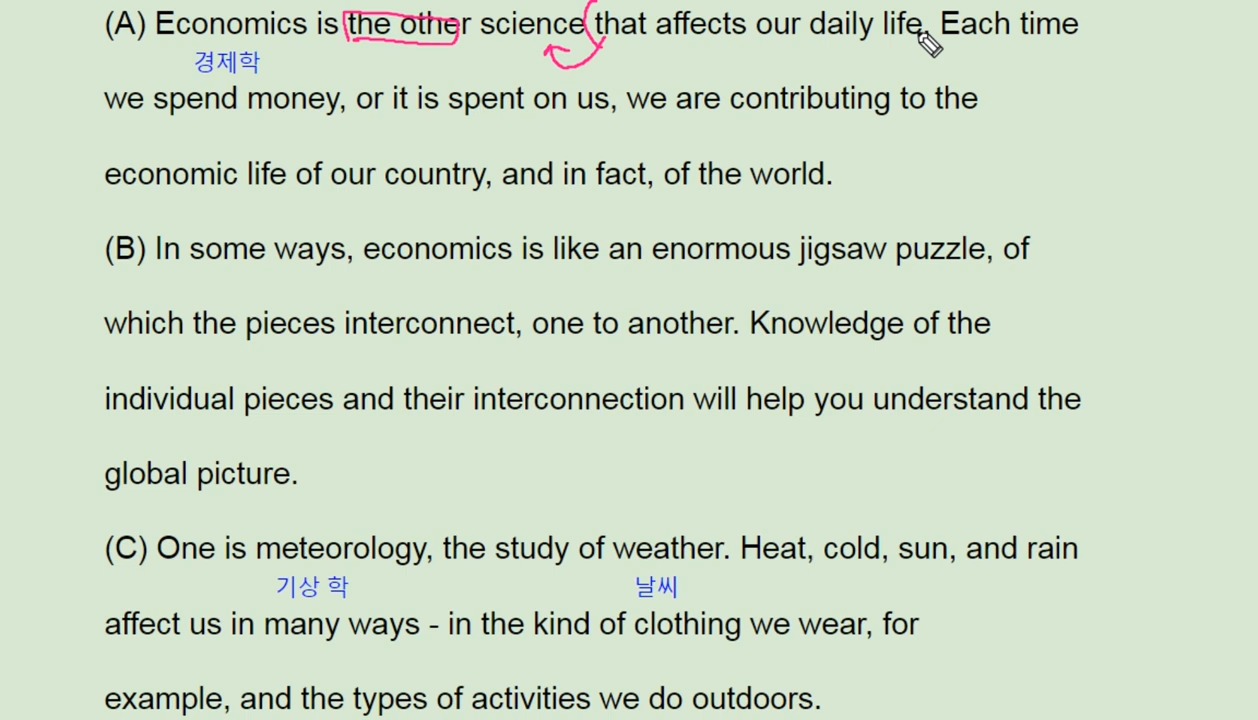 (A) Economics is the other science that affects our daily life. Each time
경제학
we spend money, or it is spent on us, we are contributing to the
economic life of our country, and in fact, of the world.
(B) In some ways, economics is like an enormous jigsaw puzzle, of
which the pieces interconnect, one to another. Knowledge of the
individual pieces and their interconnection will help you understand the
global picture.
(C) One is meteorology, the study of weather. Heat, cold, sun, and rain
기상 학 날씨
affect us in many ways - in the kind of clothing we wear, for
example, and the types of activities we do outdoors.